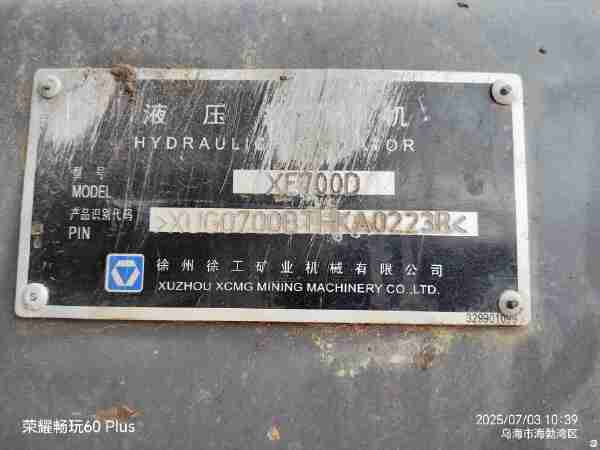 液压 机
HYDRAULIC
型号
MODEL XE700D
产品识别代码
PIN >XUG0700BTHKA0223R<
徐州徐工矿业机械有限公司
XUZHOU XCMG MINING MACHINERY CO.,LTD.
荣耀畅玩60 Plus
2025/07/03 10:39
乌海市海勃湾区